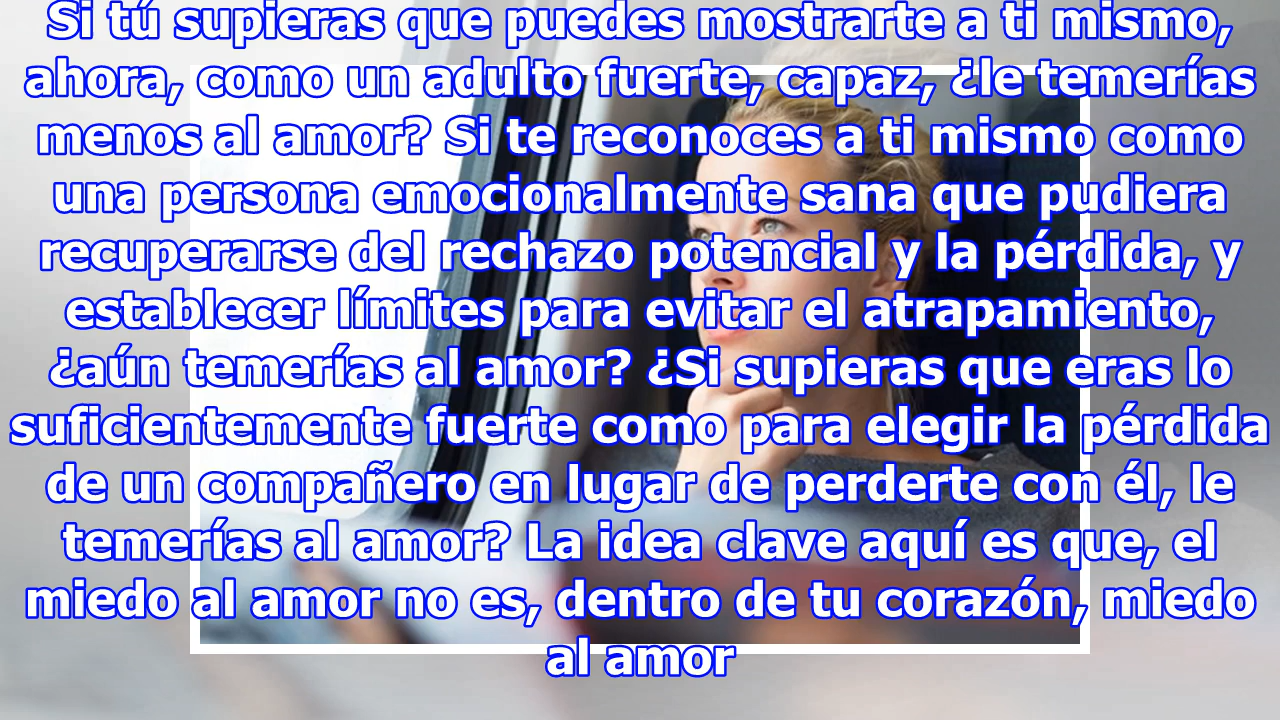 Si tú supieras que puedes mostrarte a ti mismo,
ahora, como un adulto fuerte, capaz, ¿le temerías
menos al amor? Si te reconoces a ti mismo como
una persona emocionalmente sana que pudiera
recuperarse del rechazo potencial y la pérdida, y
establecer límites para evitar el atrapamiento,
¿aún temerías al amor? ¿Si supieras que eras lo
suficientemente fuerte como para elegir la pérdida
de un compañero en lugar de perderte con él, le
temerías al amor? La idea clave aquí es que, el
miedo al amor no es, dentro de tu corazón, miedo
al amor